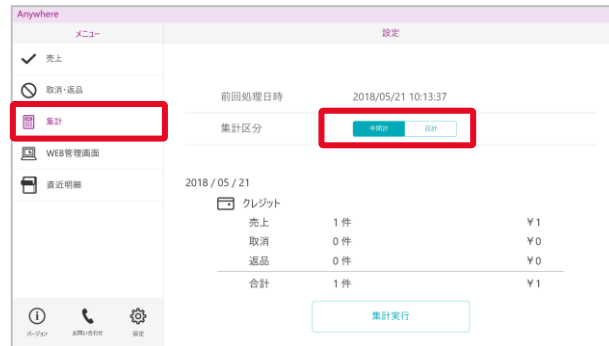 Anywhere
メニュー
設定
売上
取消・返品
集計
WEB管理画面
直近明細
バージョン
お問い合わせ
設定
前回処理日時 2018/05/21 10:13:37
集計区分 中間計 日計
2018 / 05 / 21
クレジット
売上 1 件 ¥1
取消 0 件 ¥0
返品 0 件 ¥0
合計 1 件 ¥1
集計実行